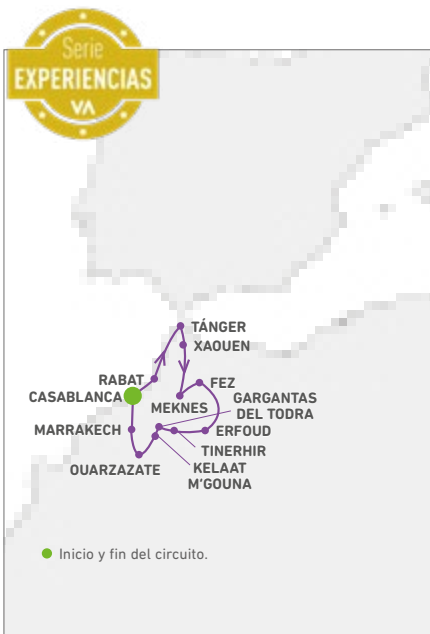 Serie
EXPERIENCIAS
VA
TÁNGER
XAOUEN
RABAT
FEZ
CASABLANCA
MEKNES
GARGANTAS
DEL TODRA
MARRAKECH
ERFOUD
TINERHIR
OUARZAZATE
KELAAT
M'GOUNA
Inicio y fin del circuito.